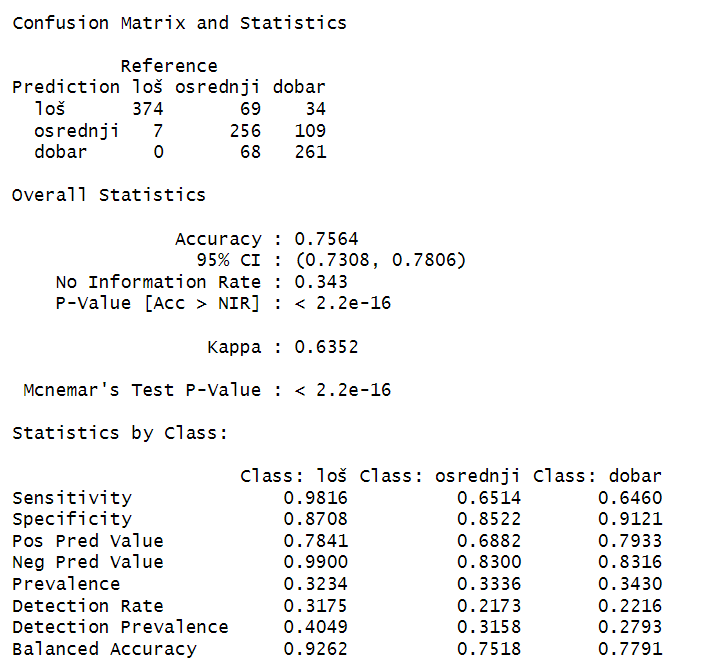 Confusion Matrix and Statistics
Reference
Prediction loš osrednji dobar
loš 374 69 34
osrednji 7 256 109
dobar 0 68 261
Overall Statistics
Accuracy : 0.7564
95% CI : (0.7308, 0.7806)
No Information Rate : 0.343
P-Value [Acc > NIR] : < 2.2e-16
Kappa : 0.6352
Mcnemar's Test P-Value : < 2.2e-16
Statistics by Class:
Class: loš Class: osrednji Class: dobar
Sensitivity 0.9816 0.6514 0.6460
Specificity 0.8708 0.8522 0.9121
Pos Pred Value 0.7841 0.6882 0.7933
Neg Pred Value 0.9900 0.8300 0.8316
Prevalence 0.3234 0.3336 0.3430
Detection Rate 0.3175 0.2173 0.2216
Detection Prevalence 0.4049 0.3158 0.2793
Balanced Accuracy 0.9262 0.7518 0.7791